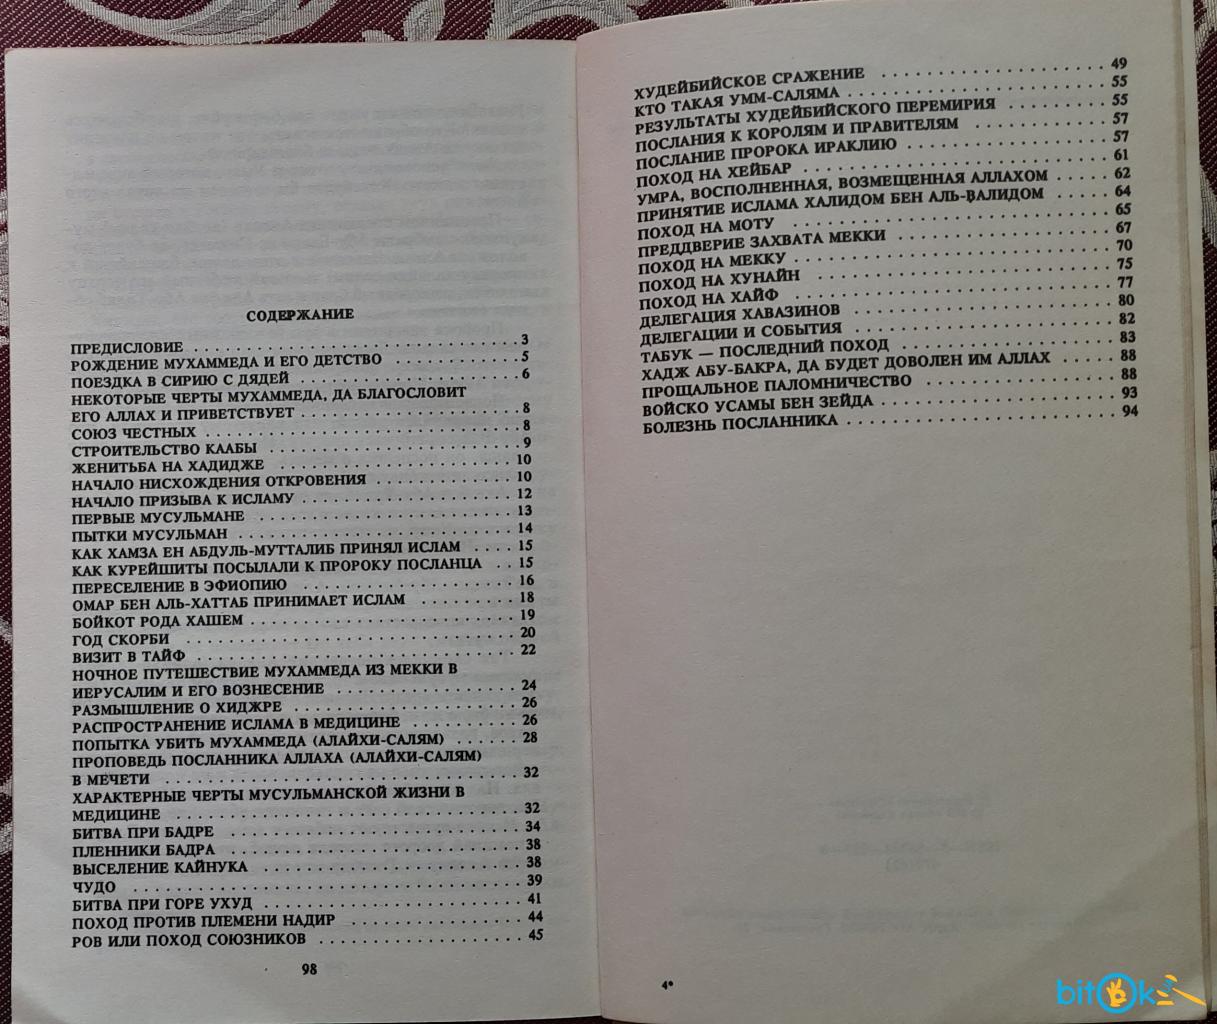 СОДЕРЖАНИЕ
ПРЕДИСЛОВИЕ . . . . . . . . . . . . . . . . . . . . 3
РОЖДЕНИЕ МУХАММЕДА И ЕГО ДЕТСТВО . . . . . . . . 5
ПОЕЗДКА В СИРИЮ С ДЯДЕЙ . . . . . . . . . . . . . 6
НЕКОТОРЫЕ ЧЕРТЫ МУХАММЕДА, ДА БЛАГОСЛОВИТ
ЕГО АЛЛАХ И ПРИВЕТСТВУЕТ . . . . . . . . . . . . . 8
СОЮЗ ЧЕСТНЫХ . . . . . . . . . . . . . . . . . . . 8
СТРОИТЕЛЬСТВО КААБЫ . . . . . . . . . . . . . . . 9
ЖЕНИТЬБА НА ХАДИДЖЕ . . . . . . . . . . . . . . . 10
НАЧАЛО НИСХОЖДЕНИЯ ОТКРОВЕНИЯ . . . . . . . . . . 10
НАЧАЛО ПРИЗЫВА К ИСЛАМУ . . . . . . . . . . . . . 12
ПЕРВЫЕ МУСУЛЬМАНЕ . . . . . . . . . . . . . . . . 13
ПЫТКИ МУСУЛЬМАН . . . . . . . . . . . . . . . . . 14
КАК ХАМЗА ЕН АБДУЛЬ-МУТТАЛИБ ПРИНЯЛ ИСЛАМ . . . . 15
КАК КУРЕЙШИТЫ ПОСЫЛАЛИ К ПРОРОКУ ПОСЛАНЦА . . 15
ПЕРЕСЕЛЕНИЕ В ЭФИОПИЮ . . . . . . . . . . . . . . 16
ОМАР БЕН АЛЬ-ХАТТАБ ПРИНИМАЕТ ИСЛАМ . . . . . . . 18
БОЙКОТ РОДА ХАШЕМ . . . . . . . . . . . . . . . . 19
ГОД СКОРБИ . . . . . . . . . . . . . . . . . . . . 20
ВИЗИТ В ТАЙФ . . . . . . . . . . . . . . . . . . . 22
НОЧНОЕ ПУТЕШЕСТВИЕ МУХАММЕДА ИЗ МЕККИ В
ИЕРУСАЛИМ И ЕГО ВОЗНЕСЕНИЕ . . . . . . . . . . . . 24
РАЗМЫШЛЕНИЕ О ХИДЖРЕ . . . . . . . . . . . . . . . 26
РАСПРОСТРАНЕНИЕ ИСЛАМА В МЕДИЦИНЕ . . . . . . . . 26
ПОПЫТКА УБИТЬ МУХАММЕДА (АЛАЙХИ-САЛЯМ) . . . . . . 28
ПРОПОВЕДЬ ПОСЛАННИКА АЛЛАХА (АЛАЙХИ-САЛЯМ)
В МЕЧЕТИ . . . . . . . . . . . . . . . . . . . . . 32
ХАРАКТЕРНЫЕ ЧЕРТЫ МУСУЛЬМАНСКОЙ ЖИЗНИ В
МЕДИЦИНЕ . . . . . . . . . . . . . . . . . . . . . 32
БИТВА ПРИ БАДРЕ . . . . . . . . . . . . . . . . . 34
ПЛЕННИКИ БАДРА . . . . . . . . . . . . . . . . . . 38
ВЫСЕЛЕНИЕ КАЙНУКА . . . . . . . . . . . . . . . . 38
ЧУДО . . . . . . . . . . . . . . . . . . . . . . . 39
БИТВА ПРИ ГОРЕ УХУД . . . . . . . . . . . . . . . 41
ПОХОД ПРОТИВ ПЛЕМЕНИ НАДИР . . . . . . . . . . . . 44
РОВ ИЛИ ПОХОД СОЮЗНИКОВ . . . . . . . . . . . . . 45
98
ХУДЕЙБИЙСКОЕ СРАЖЕНИЕ . . . . . . . . . . . . . . 49
КТО ТАКАЯ УММ-САЛЯМА . . . . . . . . . . . . . . . 55
РЕЗУЛЬТАТЫ ХУДЕЙБИЙСКОГО ПЕРЕМИРИЯ . . . . . . . . 55
ПОСЛАНИЯ К КОРОЛЯМ И ПРАВИТЕЛЯМ . . . . . . . . . 57
ПОСЛАНИЕ ПРОРОКА ИРАКЛИЮ . . . . . . . . . . . . . 57
ПОХОД НА ХЕЙБАР . . . . . . . . . . . . . . . . . 61
УМРА, ВОСПОЛНЕННАЯ, ВОЗМЕЩЕННАЯ АЛЛАХОМ . . . . . 62
ПРИНЯТИЕ ИСЛАМА ХАЛИДОМ БЕН АЛЬ-ВАЛИДОМ . . . . . 64
ПОХОД НА МОТУ . . . . . . . . . . . . . . . . . . 65
ПРЕДДВЕРИЕ ЗАХВАТА МЕККИ . . . . . . . . . . . . . 67
ПОХОД НА МЕККУ . . . . . . . . . . . . . . . . . . 70
ПОХОД НА ХУНАЙН . . . . . . . . . . . . . . . . . 75
ПОХОД НА ХАЙФ . . . . . . . . . . . . . . . . . . 77
ДЕЛЕГАЦИЯ ХАВАЗИНОВ . . . . . . . . . . . . . . . 80
ДЕЛЕГАЦИИ И СОБЫТИЯ . . . . . . . . . . . . . . . 82
ТАБУК — ПОСЛЕДНИЙ ПОХОД . . . . . . . . . . . . . 83
ХАДЖ АБУ-БАКРА, ДА БУДЕТ ДОВОЛЕН ИМ АЛЛАХ . . . . . 88
ПРОЩАЛЬНОЕ ПАЛОМНИЧЕСТВО . . . . . . . . . . . . . 88
ВОЙСКО УСАМЫ БЕН ЗЕЙДА . . . . . . . . . . . . . . 93
БОЛЕЗНЬ ПОСЛАННИКА . . . . . . . . . . . . . . . . 94
4*
bitok